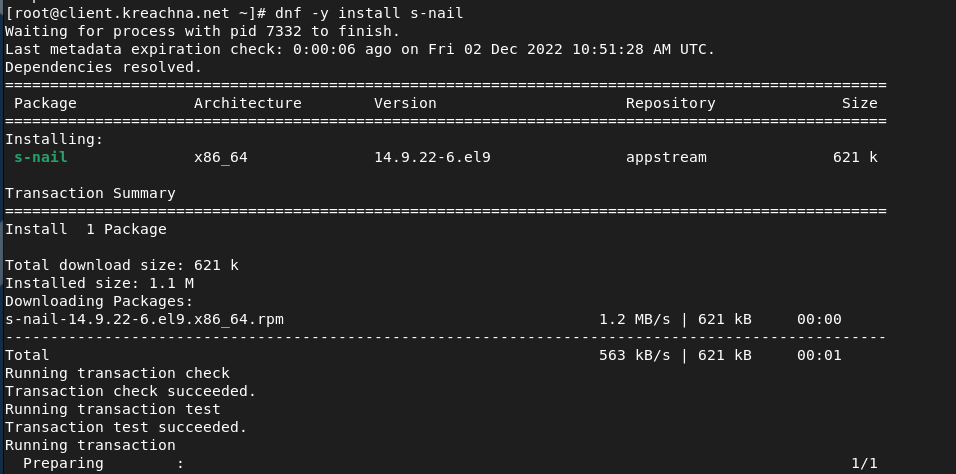 [root@client.kreachna.net ~]# dnf -y install s-nail
Waiting for process with pid 7332 to finish.
Last metadata expiration check: 0:00:06 ago on Fri 02 Dec 2022 10:51:28 AM UTC.
Dependencies resolved.
==================================================================================================
 Package             Architecture        Version                     Repository              Size
==================================================================================================
Installing:
 s-nail              x86_64              14.9.22-6.el9               appstream              621 k

Transaction Summary
==================================================================================================
Install  1 Package

Total download size: 621 k
Installed size: 1.1 M
Downloading Packages:
s-nail-14.9.22-6.el9.x86_64.rpm                                   1.2 MB/s | 621 kB     00:00
--------------------------------------------------------------------------------------------------
Total                                                             563 kB/s | 621 kB     00:01
Running transaction check
Transaction check succeeded.
Running transaction test
Transaction test succeeded.
Running transaction
  Preparing        :                                                                          1/1